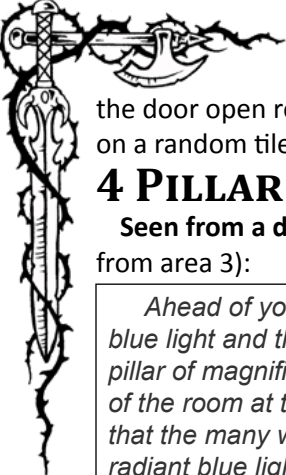 the door open
on a random tile
4 PILLAR
Seen from a
from area 3):
Ahead of yo
blue light and
pillar of magnifi
of the room at
that the many
radiant blue ligh